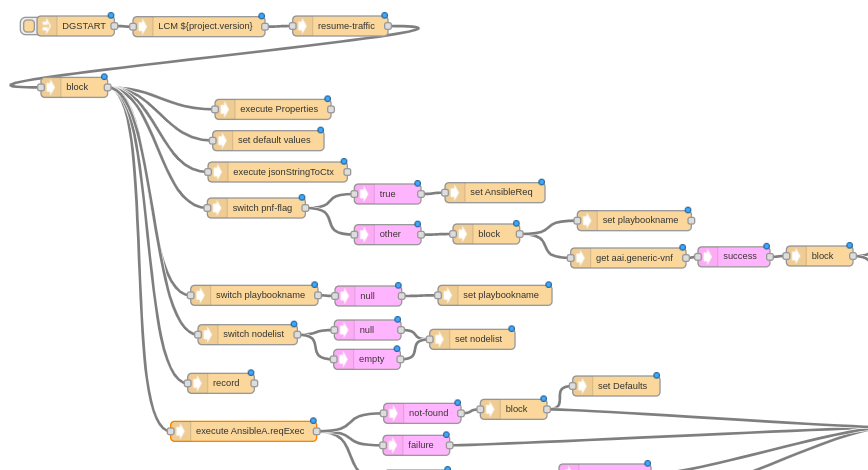 DGSTART
LCM ${project.version}
resume-traffic
block
execute Properties
set default values
execute jsonStringToCtx
switch pnf-flag
true
set AnsibleReq
other
block
set playbookname
get aai.generic-vnf
success
block
switch playbookname
null
set playbookname
switch nodelist
null
empty
set nodelist
record
set Defaults
not-found
block
execute AnsibleA.reqExec
failure